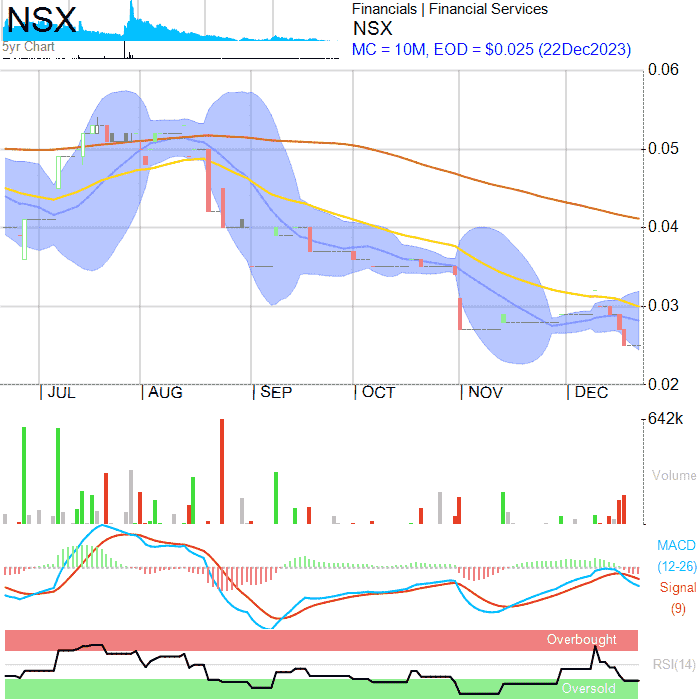 NSX
5yr Chart
Financials | Financial Services
NSX
MC = 10M, EOD = $0.025 (22Dec2023)
0.06
0.05
0.04
0.03
0.02
| JUL | AUG | SEP | OCT | NOV | DEC
642k
Volume
MACD
(12-26)
Signal
(9)
Overbought
RSI(14)
Oversold